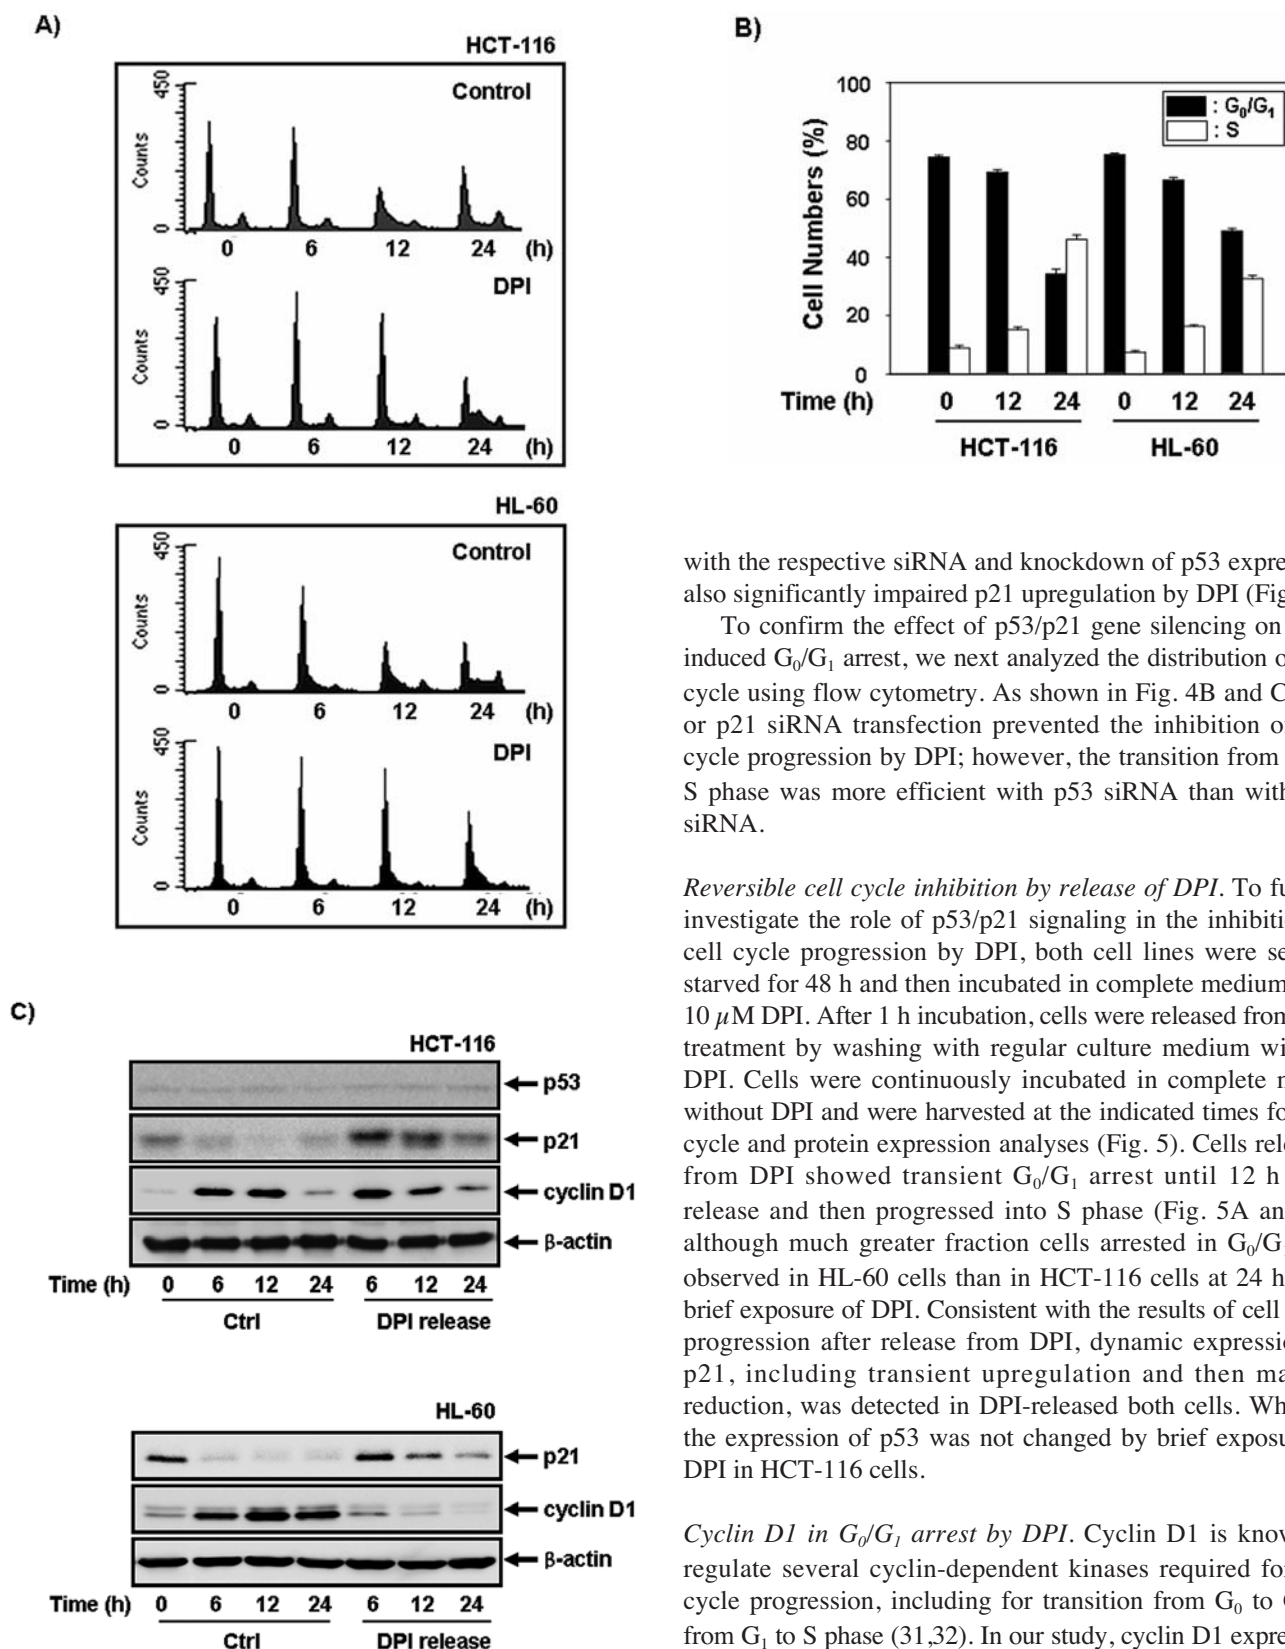 A)
HCT-116
450
Control
Counts
0
0 6 12 24 (h)
450
DPI
Counts
0
0 6 12 24 (h)
HL-60
450
Control
Counts
0
0 6 12 24 (h)
450
DPI
Counts
0
0 6 12 24 (h)
B)
100
80
60
40
20
0
Cell Numbers (%)
: G₀/G₁
: S
Time (h) 0 12 24 0 12 24
HCT-116 HL-60
C)
HCT-116
p53
p21
cyclin D1
β-actin
Time (h) 0 6 12 24 6 12 24
Ctrl DPI release
HL-60
p21
cyclin D1
β-actin
Time (h) 0 6 12 24 6 12 24
Ctrl DPI release
with the respective siRNA and knockdown of p53 expre
also significantly impaired p21 upregulation by DPI (Fig
To confirm the effect of p53/p21 gene silencing on
induced G₀/G₁ arrest, we next analyzed the distribution o
cycle using flow cytometry. As shown in Fig. 4B and C
or p21 siRNA transfection prevented the inhibition o
cycle progression by DPI; however, the transition from
S phase was more efficient with p53 siRNA than with
siRNA.
Reversible cell cycle inhibition by release of DPI. To fu
investigate the role of p53/p21 signaling in the inhibiti
cell cycle progression by DPI, both cell lines were se
starved for 48 h and then incubated in complete medium
10 µM DPI. After 1 h incubation, cells were released from
treatment by washing with regular culture medium wi
DPI. Cells were continuously incubated in complete m
without DPI and were harvested at the indicated times fo
cycle and protein expression analyses (Fig. 5). Cells rele
from DPI showed transient G₀/G₁ arrest until 12 h
release and then progressed into S phase (Fig. 5A an
although much greater fraction cells arrested in G₀/G
observed in HL-60 cells than in HCT-116 cells at 24 h
brief exposure of DPI. Consistent with the results of cell
progression after release from DPI, dynamic expressi
p21, including transient upregulation and then ma
reduction, was detected in DPI-released both cells. Wh
the expression of p53 was not changed by brief exposu
DPI in HCT-116 cells.
Cyclin D1 in G₀/G₁ arrest by DPI. Cyclin D1 is know
regulate several cyclin-dependent kinases required for
cycle progression, including for transition from G₀ to
from G₁ to S phase (31,32). In our study, cyclin D1 expre